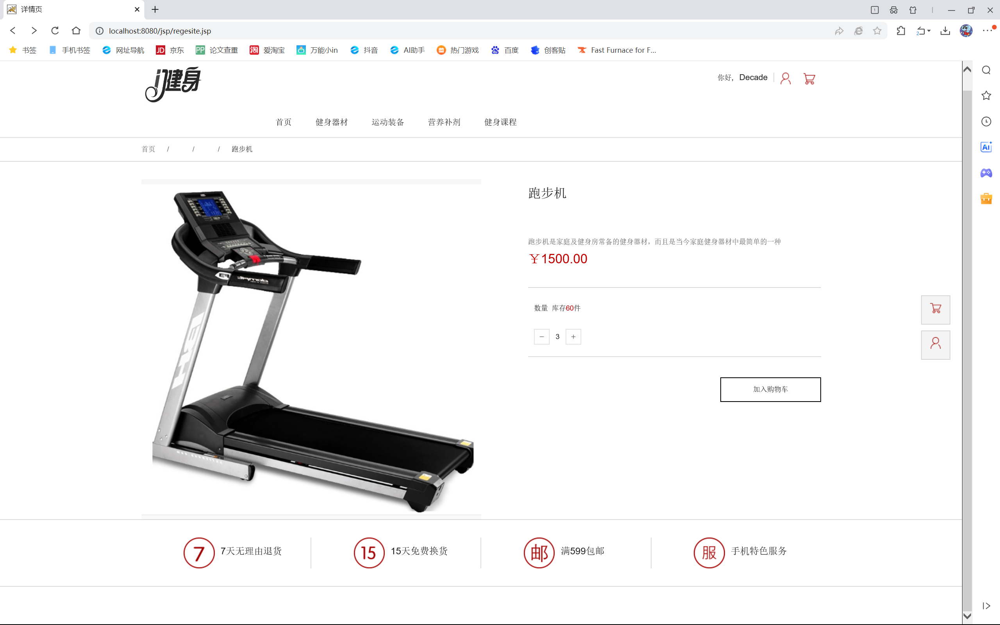 详情页
localhost:8080/jsp/regesite.jsp
书签 手机书签 网址导航 JD 京东 PP 论文查重 淘 爱淘宝 万能小in 抖音 AI助手 热门游戏 du 百度 创客贴 Fast Furnace for F...
健身
你好， Decade
首页 健身器材 运动装备 营养补剂 健身课程
首页 / / / 跑步机
跑步机
跑步机是家庭及健身房常备的健身器材，而且是当今家庭健身器材中最简单的一种
￥1500.00
数量 库存60件
− 3 +
加入购物车
7 7天无理由退货 15 15天免费换货 邮 满599包邮 服 手机特色服务